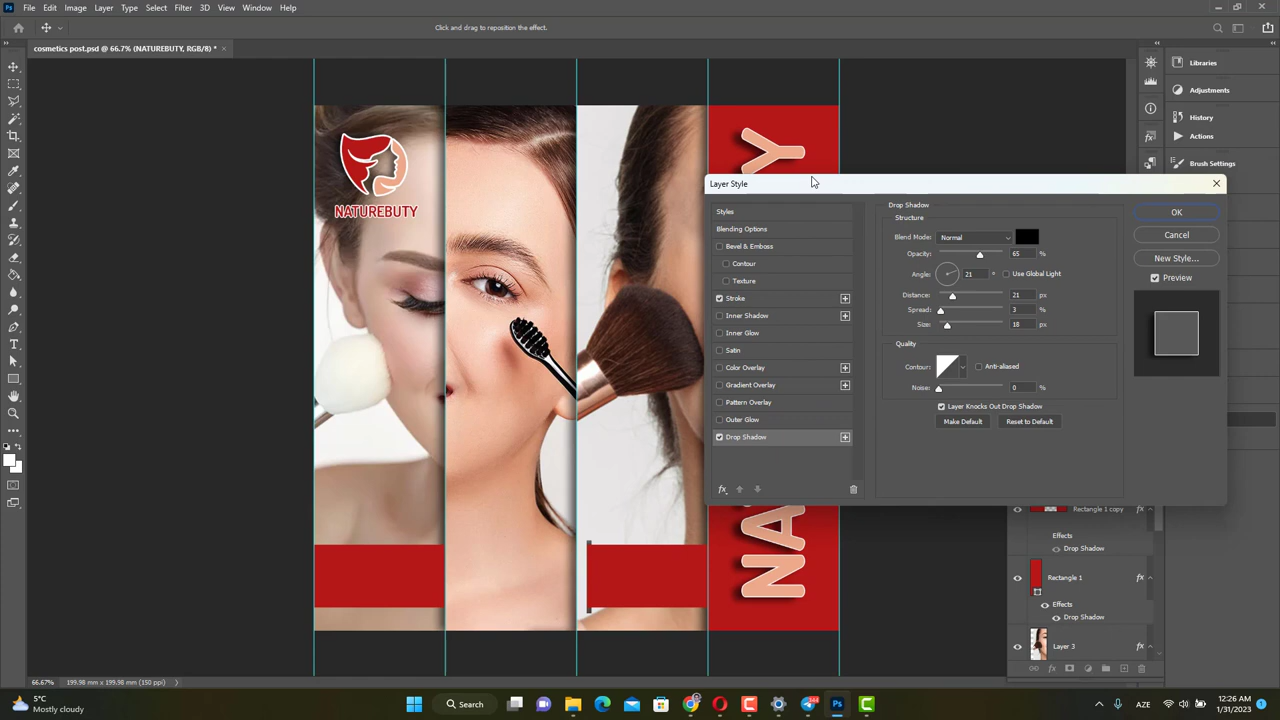 File Edit Image Layer Type Select Filter 3D View Window Help
Click and drag to reposition the effect.
cosmetics post.psd @ 66.7% (NATUREBUTY, RGB/8) * ×
Libraries
Adjustments
History
Actions
Brush Settings
NATUREBUTY
Y
NA
Layer Style
Styles
Blending Options
Bevel & Emboss
Contour
Texture
Stroke
Inner Shadow
Inner Glow
Satin
Color Overlay
Gradient Overlay
Pattern Overlay
Outer Glow
Drop Shadow
fx
Drop Shadow
Structure
Blend Mode: Normal
Opacity: 65 %
Angle: 21 ° Use Global Light
Distance: 21 px
Spread: 3 %
Size: 18 px
Quality
Contour: Anti-aliased
Noise: 0 %
Layer Knocks Out Drop Shadow
Make Default Reset to Default
OK
Cancel
New Style...
Preview
Rectangle 1 copy fx
Effects
Drop Shadow
Rectangle 1 fx
Effects
Drop Shadow
Layer 3
fx
66.67% 199.98 mm x 199.98 mm (150 ppi)
5°C
Mostly cloudy
Search
Ps
AZE
12:26 AM
1/31/2023